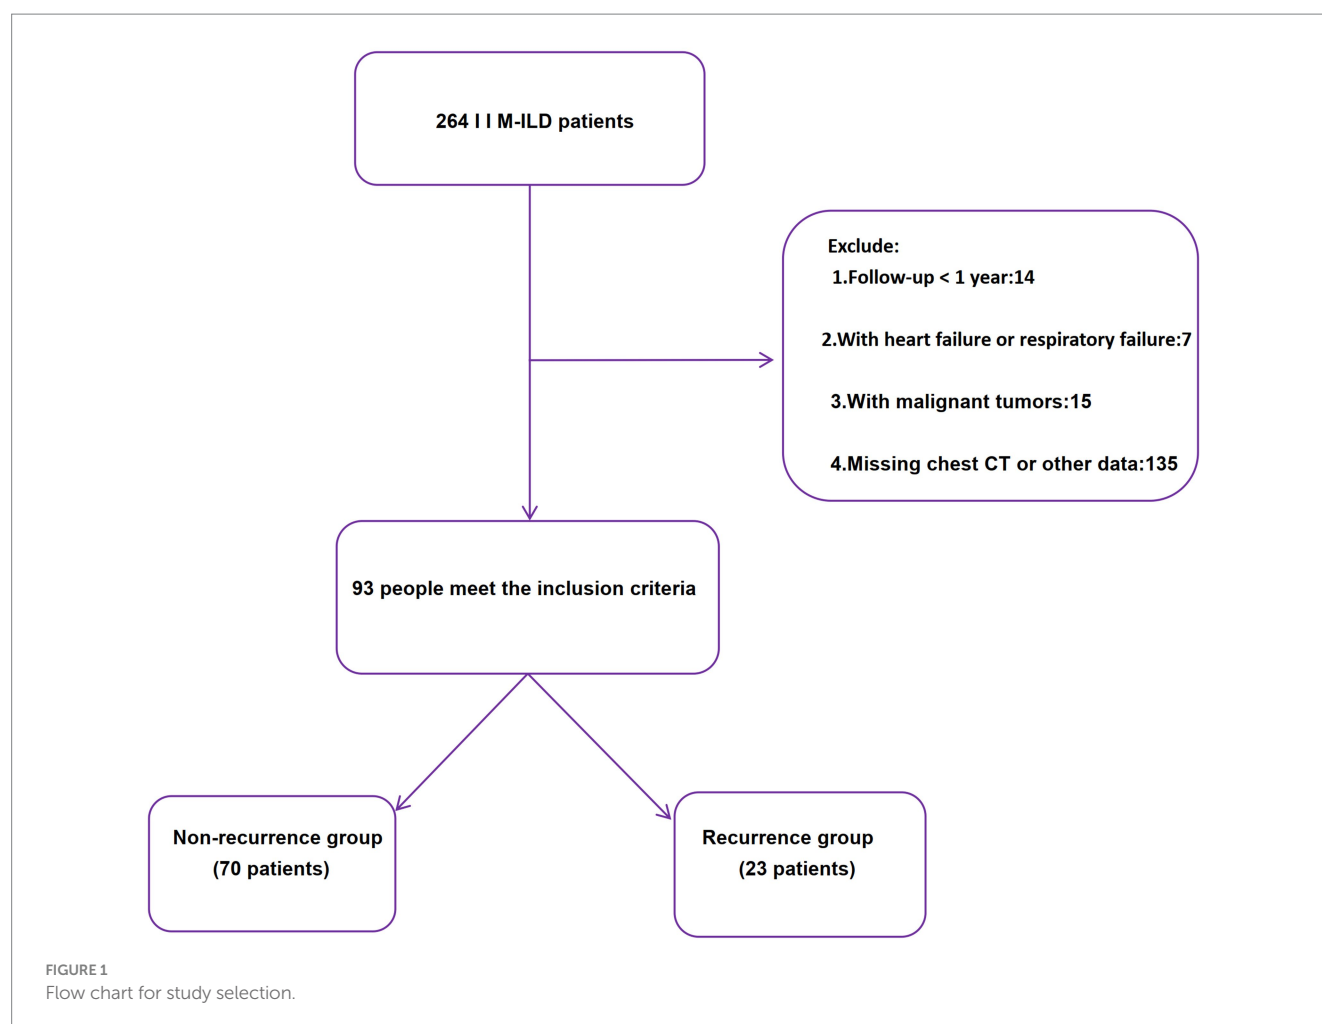 264 I I M-ILD patients
Exclude:
1.Follow-up < 1 year:14
2.With heart failure or respiratory failure:7
3.With malignant tumors:15
4.Missing chest CT or other data:135
93 people meet the inclusion criteria
Non-recurrence group
(70 patients)
Recurrence group
(23 patients)
FIGURE 1
Flow chart for study selection.